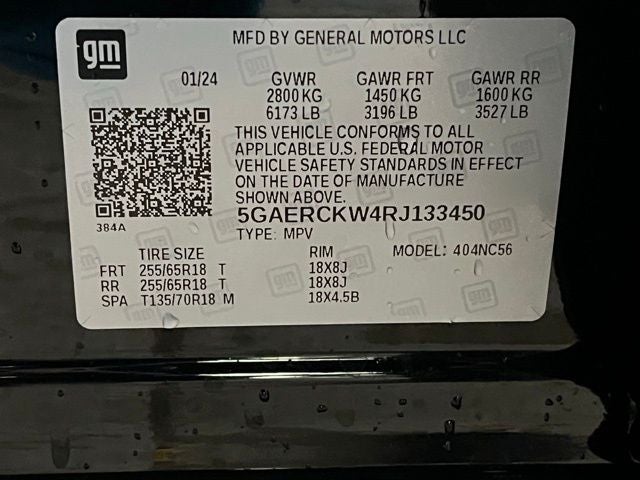 gm
MFD BY GENERAL MOTORS LLC
01/24 GVWR GAWR FRT GAWR RR
2800 KG 1450 KG 1600 KG
6173 LB 3196 LB 3527 LB
THIS VEHICLE CONFORMS TO ALL
APPLICABLE U.S. FEDERAL MOTOR
VEHICLE SAFETY STANDARDS IN EFFECT
ON THE DATE OF MANUFACTURE
SHOWN ABOVE.
384A
5GAERCKW4RJ133450
TYPE: MPV
TIRE SIZE RIM MODEL: 404NC56
FRT 255/65R18 T 18X8J
RR 255/65R18 T 18X8J
SPA T135/70R18 M 18X4.5B